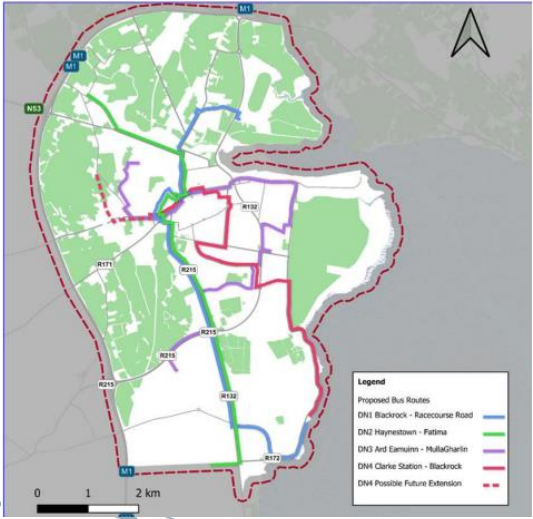 M1
M1
M1
N53
R132
R171
R215
R215
R215
R215
R132
R172
M1
0 1 2 km
Legend
Proposed Bus Routes
DN1 Blackrock - Racecourse Road
DN2 Haynestown - Fatima
DN3 Ard Eamuinn - MullaGharlin
DN4 Clarke Station - Blackrock
DN4 Possible Future Extension